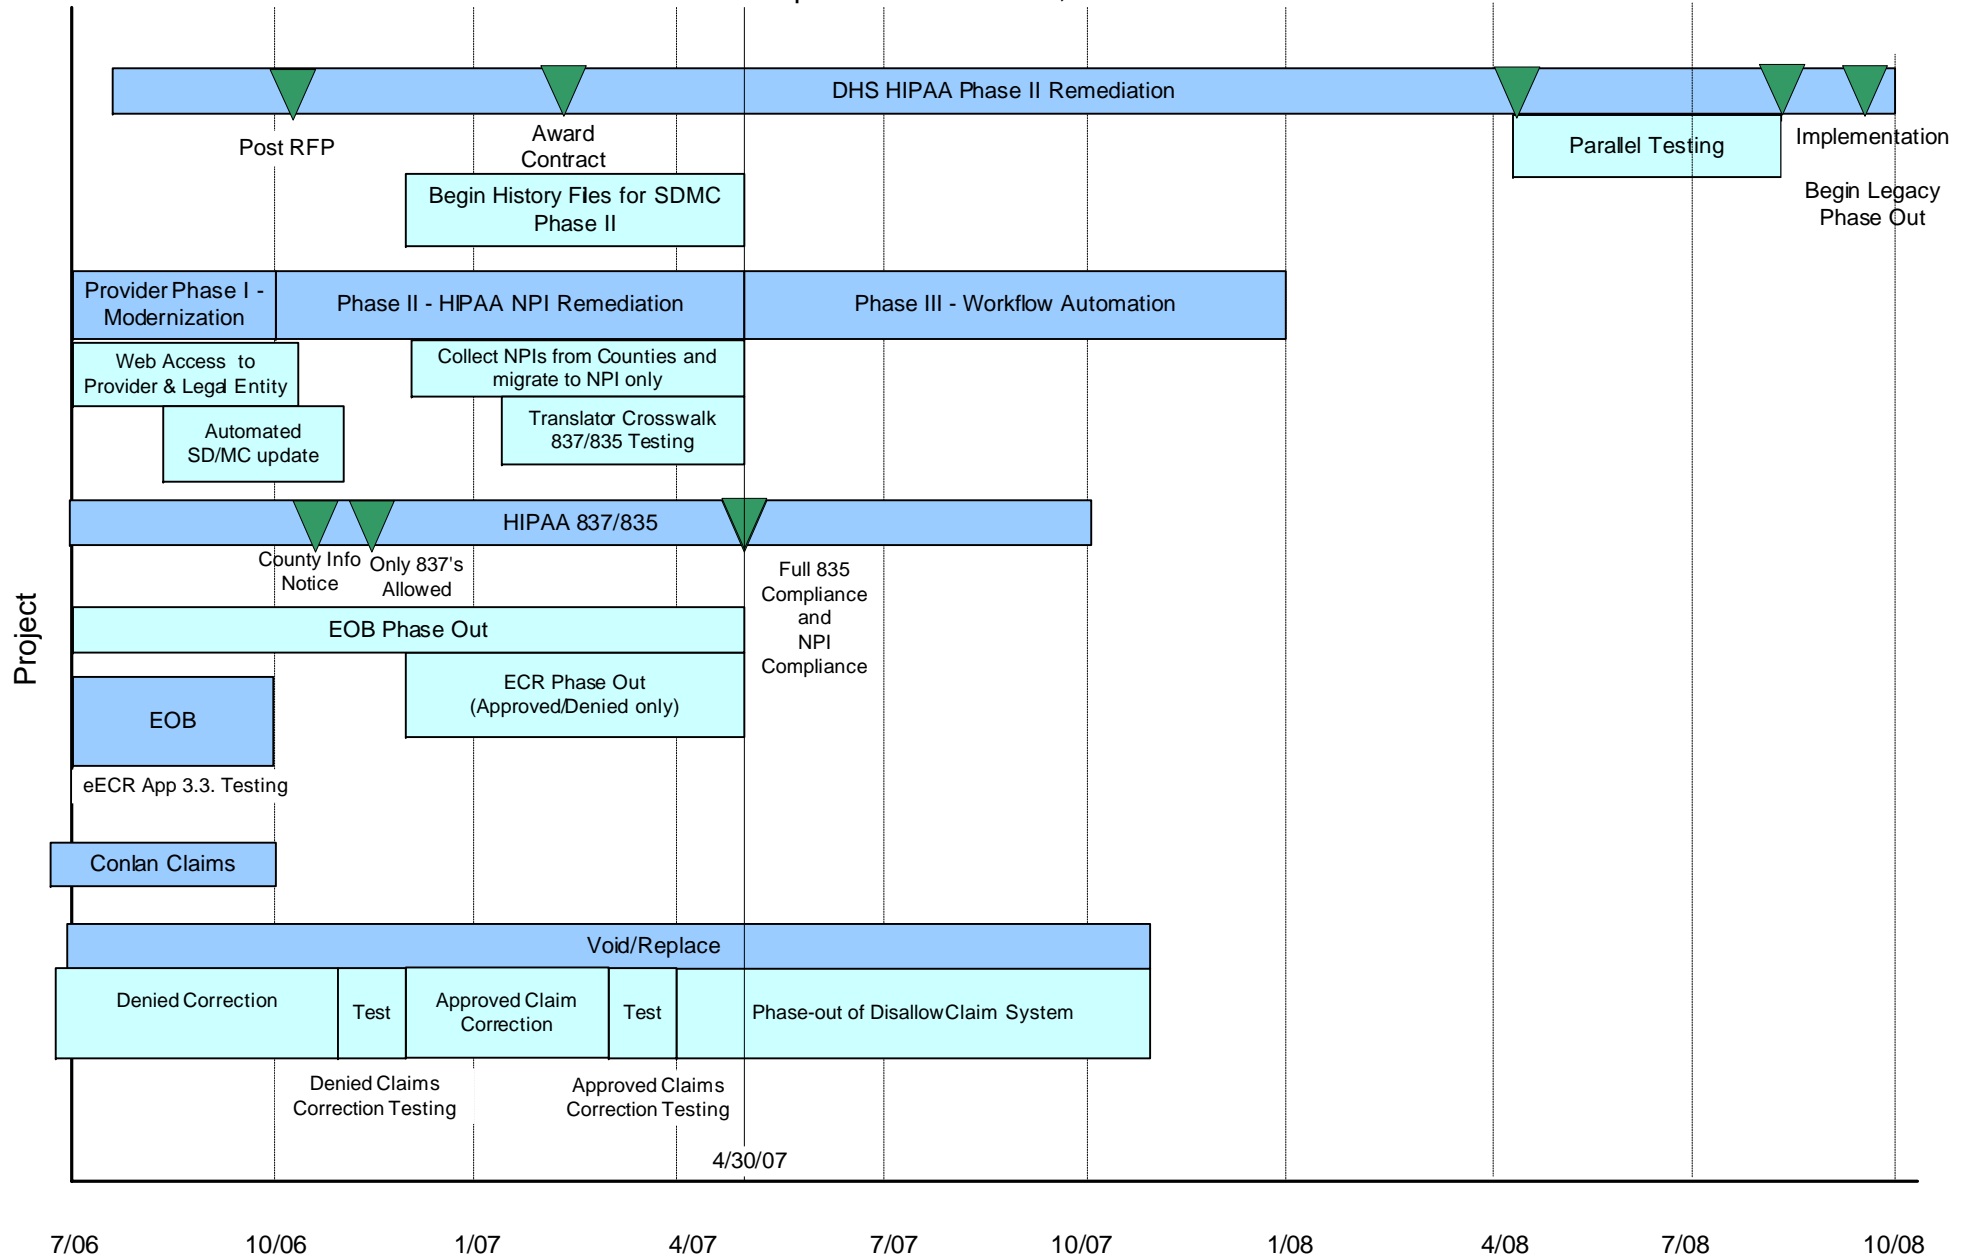 DHS HIPAA Phase II Remediation
Post RFP
Award
Contract
Parallel Testing
Implementation
Begin Legacy
Phase Out
Begin History Files for SDMC
Phase II
Provider Phase I -
Modernization
Phase II - HIPAA NPI Remediation
Phase III - Workflow Automation
Web Access to
Provider & Legal Entity
Collect NPIs from Counties and
migrate to NPI only
Automated
SD/MC update
Translator Crosswalk
837/835 Testing
HIPAA 837/835
County Info
Notice
Only 837's
Allowed
Full 835
Compliance
and
NPI
Compliance
Project
EOB Phase Out
ECR Phase Out
(Approved/Denied only)
EOB
eECR App 3.3. Testing
Conlan Claims
Void/Replace
Denied Correction
Test
Approved Claim
Correction
Test
Phase-out of Disallow Claim System
Denied Claims
Correction Testing
Approved Claims
Correction Testing
4/30/07
7/06 10/06 1/07 4/07 7/07 10/07 1/08 4/08 7/08 10/08